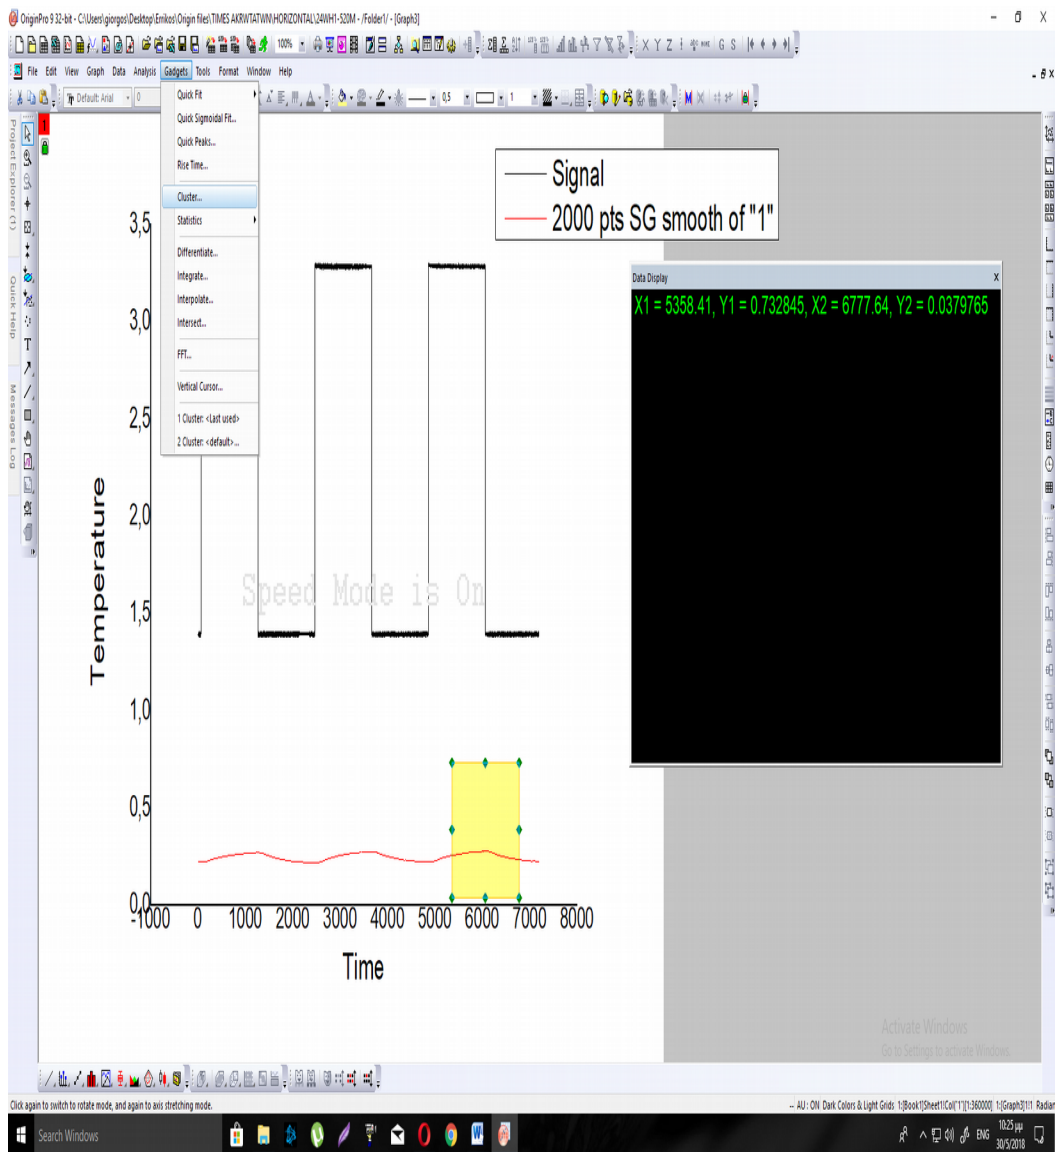 OriginPro 9 32-bit - C:\Users\giorgos\Desktop\Errikos\Origin files\TIMES AKRWTATWN\HORIZONTAL\24WH1-520M - /Folder1/ - [Graph3]
100%
X Y Z
G S
File Edit View Graph Data Analysis Gadgets Tools Format Window Help
Default: Arial 0
0,5
1
Project Explorer (1)
Quick Help
Messages Log
Quick Fit
Quick Sigmoidal Fit...
Quick Peaks...
Rise Time...
Cluster...
Statistics
Differentiate...
Integrate...
Interpolate...
Intersect...
FFT...
Vertical Cursor...
1 Cluster: <Last used>
2 Cluster: <default>...
1
Signal
2000 pts SG smooth of "1"
Data Display x
X1 = 5358.41, Y1 = 0.732845, X2 = 6777.64, Y2 = 0.0379765
3,5
3,0
2,5
2,0
1,5
1,0
0,5
0,0
Temperature
Speed Mode is On
-1000 0 1000 2000 3000 4000 5000 6000 7000 8000
Time
Activate Windows
Go to Settings to activate Windows.
Click again to switch to rotate mode, and again to axis stretching mode.
-- AU : ON Dark Colors & Light Grids 1:[Book1]Sheet1!Col("1")[1:360000] 1:[Graph3]1!1 Radian
Search Windows
ENG
10:25 μμ
30/5/2018